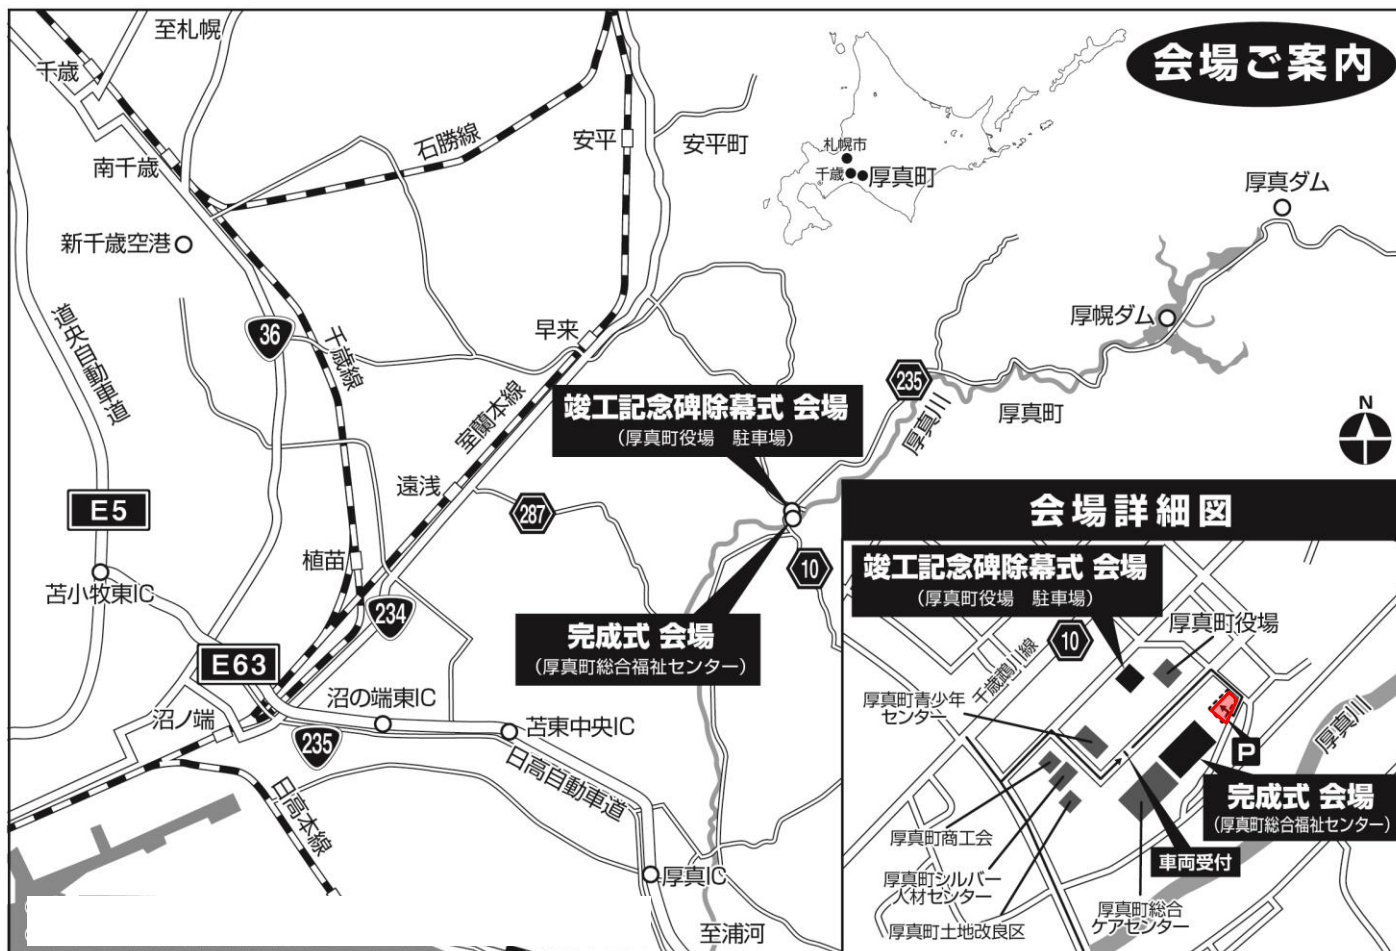 会場ご案内
至札幌
千歳
南千歳
石勝線
安平
安平町
札幌市
千歳
厚真町
厚真ダム
新千歳空港
厚幌ダム
道央自動車道
36
千歳線
早来
室蘭本線
235
厚真町
厚真川
竣工記念碑除幕式 会場
(厚真町役場 駐車場)
N
遠浅
287
E5
植苗
10
苫小牧東IC
234
完成式 会場
(厚真町総合福祉センター)
E63
沼の端東IC
沼ノ端
苫東中央IC
235
日高自動車道
日高本線
厚真IC
至浦河
会場詳細図
竣工記念碑除幕式 会場
(厚真町役場 駐車場)
10
厚真町役場
千歳鵡川線
厚真町青少年
センター
P
厚真川
完成式 会場
(厚真町総合福祉センター)
厚真町商工会
車両受付
厚真町シルバー
人材センター
厚真町土地改良区
厚真町総合
ケアセンター